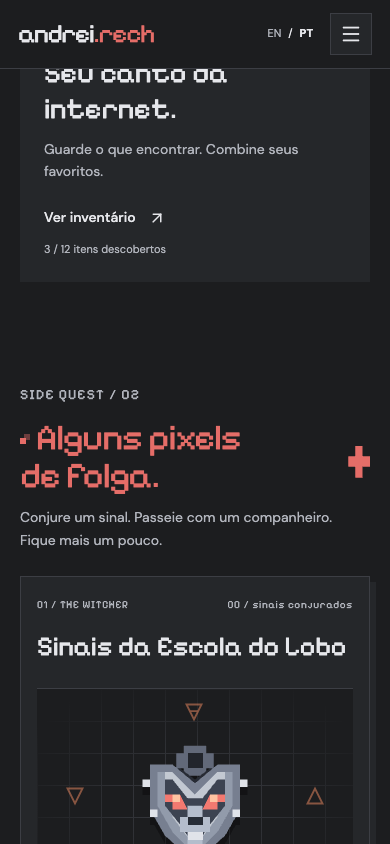 andrei.rech
EN / PT
Seu canto da
internet.
Guarde o que encontrar. Combine seus
favoritos.
Ver inventário
3 / 12 itens descobertos
SIDE QUEST / 02
Alguns pixels
de folga.
Conjure um sinal. Passeie com um companheiro.
Fique mais um pouco.
01 / THE WITCHER
00 / sinais conjurados
Sinais da Escola do Lobo